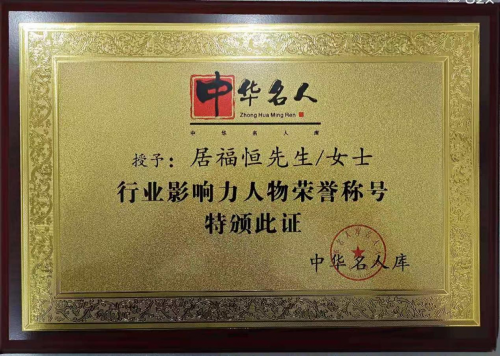 中华名人
Zhong Hua Ming Ren
中华名人库
授予：居福恒先生/女士
行业影响力人物荣誉称号
特颁此证
中华名人库